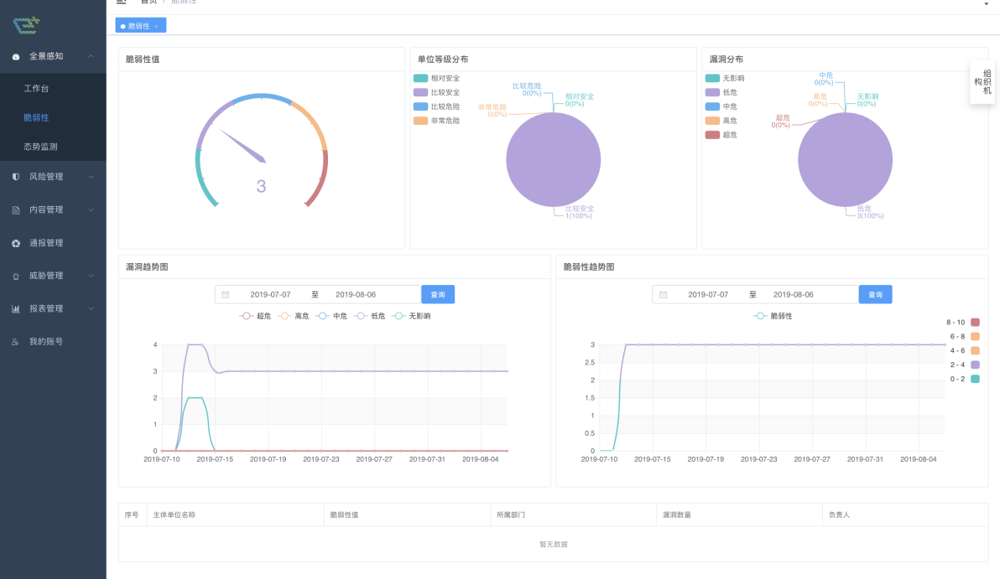 首页 / 脆弱性
脆弱性 ×
全景感知
工作台
脆弱性
态势监测
风险管理
内容管理
通报管理
威胁管理
报表管理
我的账号
脆弱性值
3
单位等级分布
相对安全
比较安全
比较危险
非常危险
比较危险
0(0%)
相对安全
0(0%)
非常危险
0(0%)
比较安全
1(100%)
漏洞分布
无影响
低危
中危
高危
超危
中危
0(0%)
高危
0(0%)
无影响
0(0%)
超危
0(0%)
低危
3(100%)
组织机构
漏洞趋势图
2019-07-07 至 2019-08-06 查询
超危 高危 中危 低危 无影响
4
3
2
1
0
2019-07-10 2019-07-15 2019-07-19 2019-07-23 2019-07-27 2019-07-31 2019-08-04
脆弱性趋势图
2019-07-07 至 2019-08-06 查询
脆弱性
8 - 10
6 - 8
4 - 6
2 - 4
0 - 2
3
2.5
2
1.5
1
0.5
0
2019-07-10 2019-07-15 2019-07-19 2019-07-23 2019-07-27 2019-07-31 2019-08-04
序号 主体单位名称 脆弱性值 所属部门 漏洞数量 负责人
暂无数据